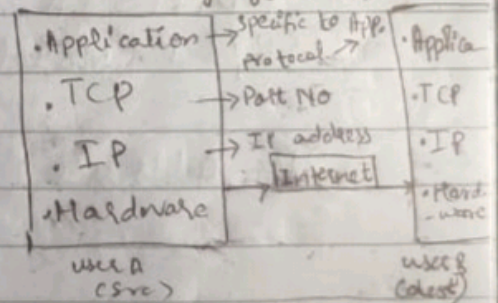 .Application → specific to App. .Applica
protocol
.TCP → Port No .TCP
.IP → IP address .IP
Internet
.Hardware .Hard
-ware
user A user B
(Src) (dest)